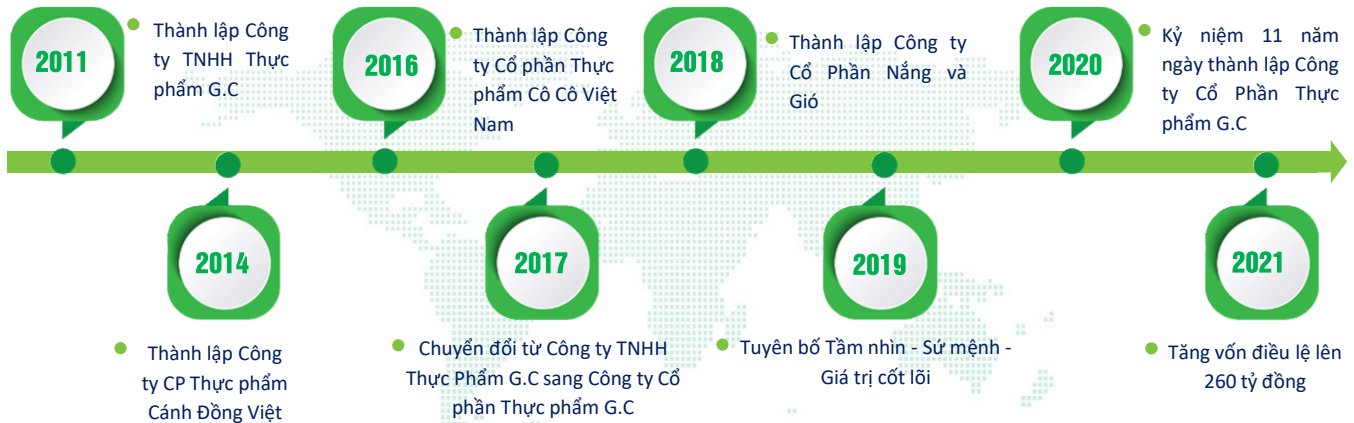 2011
Thành lập Công
ty TNHH Thực
phẩm G.C
2014
Thành lập Công
ty CP Thực phẩm
Cánh Đồng Việt
2016
Thành lập Công
ty Cổ phần Thực
phẩm Cô Cô Việt
Nam
2017
Chuyển đổi từ Công ty TNHH
Thực Phẩm G.C sang Công ty Cổ
phần Thực phẩm G.C
2018
Thành lập Công ty
Cổ Phần Nắng và
Gió
2019
Tuyên bố Tầm nhìn - Sứ mệnh -
Giá trị cốt lõi
2020
Kỷ niệm 11 năm
ngày thành lập Công
ty Cổ Phần Thực
phẩm G.C
2021
Tăng vốn điều lệ lên
260 tỷ đồng